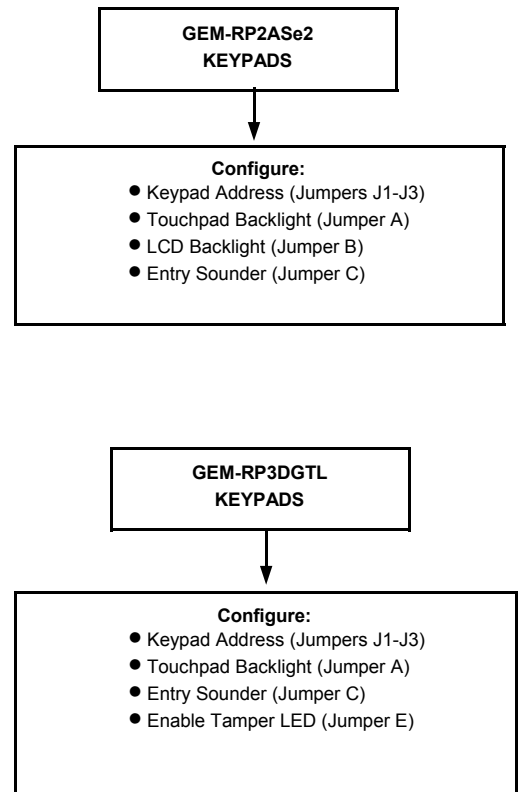 GEM-RP2ASe2
KEYPADS
Configure:
● Keypad Address (Jumpers J1-J3)
● Touchpad Backlight (Jumper A)
● LCD Backlight (Jumper B)
● Entry Sounder (Jumper C)
GEM-RP3DGTL
KEYPADS
Configure:
● Keypad Address (Jumpers J1-J3)
● Touchpad Backlight (Jumper A)
● Entry Sounder (Jumper C)
● Enable Tamper LED (Jumper E)